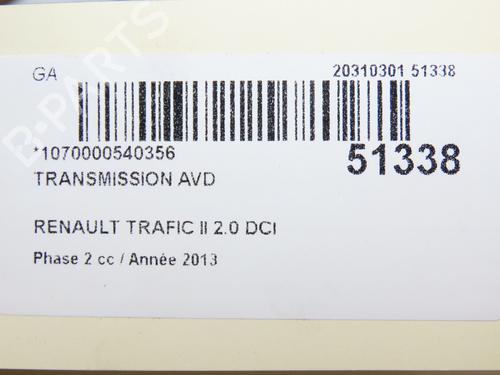 GA
20310301 51338
*1070000540356
51338
TRANSMISSION AVD
RENAULT TRAFIC II 2.0 DCI
Phase 2 cc / Année 2013
B-PARTS